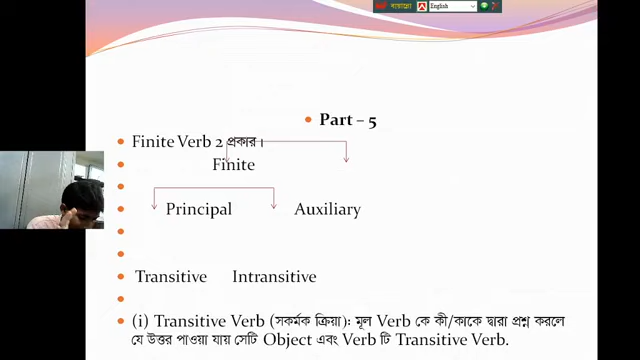 বায়ান্নো English
Part – 5
Finite Verb 2 প্রকার।
Finite
Principal Auxiliary
Transitive Intransitive
(i) Transitive Verb (সকর্মক ক্রিয়া): মূল Verb কে কী/কাকে দ্বারা প্রশ্ন করলে
যে উত্তর পাওয়া যায় সেটি Object এবং Verb টি Transitive Verb.